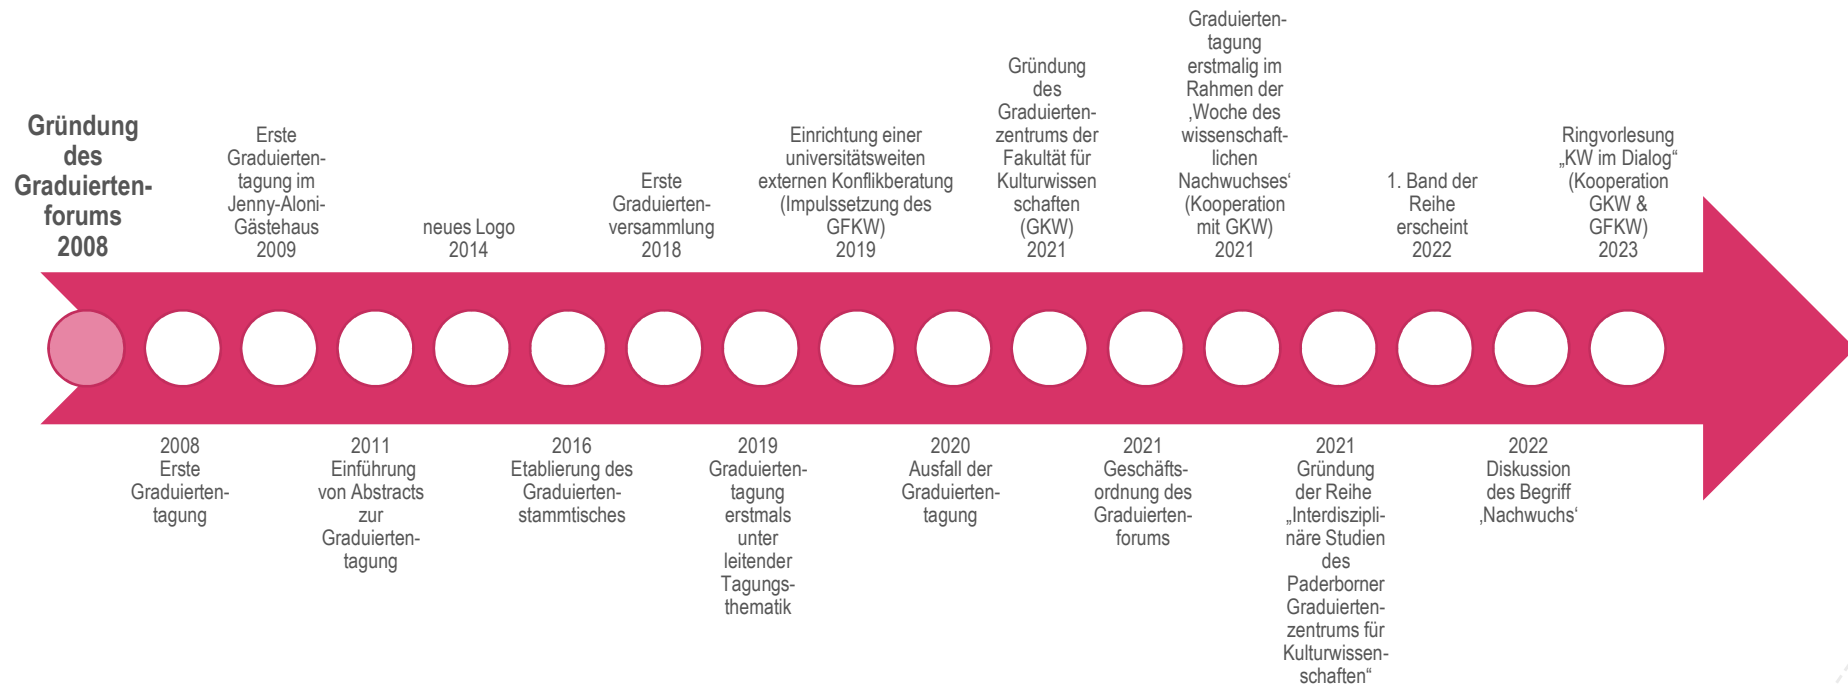 Gründung
des
Graduierten-
forums
2008
2008
Erste
Graduierten-
tagung
Erste
Graduierten-
tagung im
Jenny-Aloni-
Gästehaus
2009
2011
Einführung
von Abstracts
zur
Graduierten-
tagung
neues Logo
2014
2016
Etablierung des
Graduierten-
stammtisches
Erste
Graduierten-
versammlung
2018
2019
Graduierten-
tagung
erstmals
unter
leitender
Tagungs-
thematik
Einrichtung einer
universitätsweiten
externen Konflikberatung
(Impulssetzung des
GFKW)
2019
2020
Ausfall der
Graduierten-
tagung
Gründung
des
Graduierten-
zentrums der
Fakultät für
Kulturwissen
schaften
(GKW)
2021
2021
Geschäfts-
ordnung des
Graduierten-
forums
Graduierten-
tagung
erstmalig im
Rahmen der
‚Woche des
wissenschaft-
lichen
Nachwuchses‘
(Kooperation
mit GKW)
2021
2021
Gründung
der Reihe
„Interdiszipli-
näre Studien
des
Paderborner
Graduierten-
zentrums für
Kulturwissen-
schaften“
1. Band der
Reihe
erscheint
2022
2022
Diskussion
des Begriff
‚Nachwuchs‘
Ringvorlesung
„KW im Dialog“
(Kooperation
GKW &
GFKW)
2023